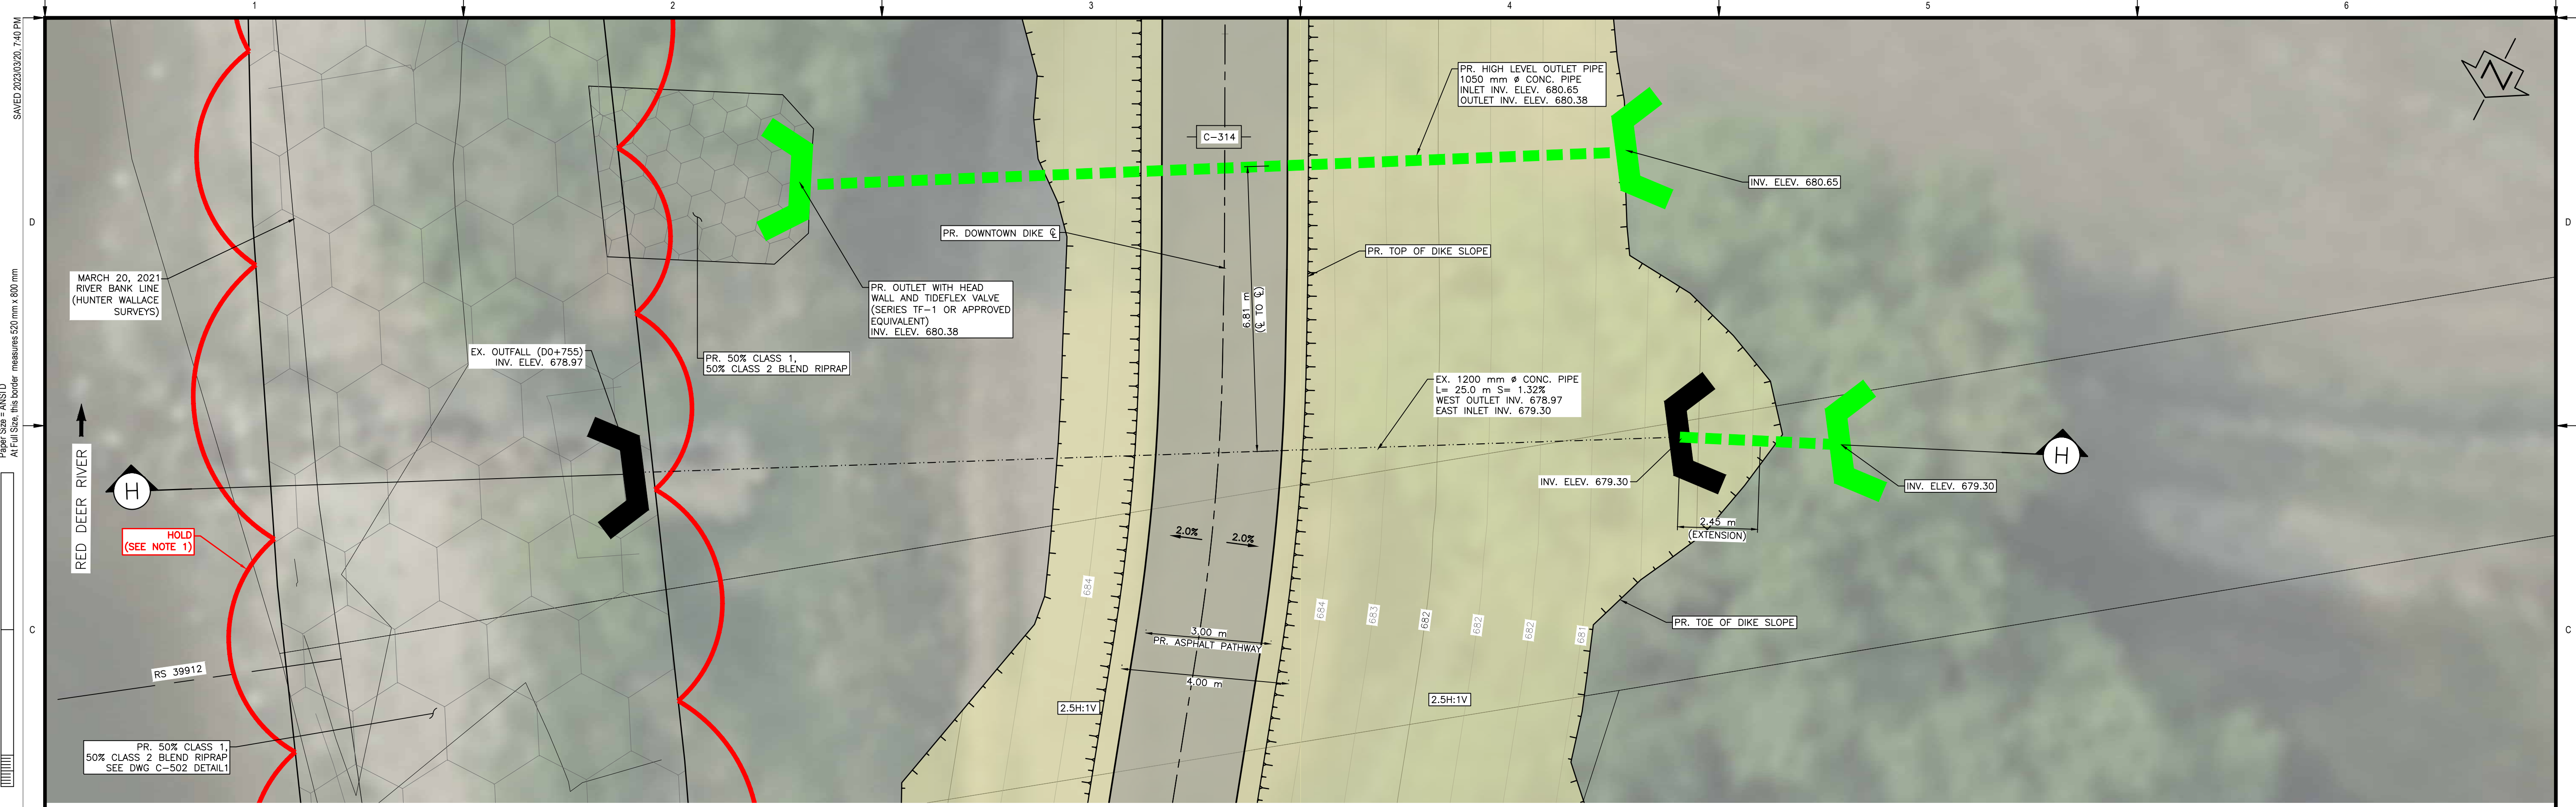 1
2
3
4
5
6
SAVED 2023/03/20, 7:40 PM
Paper Size = ANSI D
At Full Size, this border measures 520 mm x 800 mm
D
D
C
C
N
PR. HIGH LEVEL OUTLET PIPE
1050 mm ø CONC. PIPE
INLET INV. ELEV. 680.65
OUTLET INV. ELEV. 680.38
C-314
INV. ELEV. 680.65
PR. DOWNTOWN DIKE ℄
PR. TOP OF DIKE SLOPE
MARCH 20, 2021
RIVER BANK LINE
(HUNTER WALLACE
SURVEYS)
PR. OUTLET WITH HEAD
WALL AND TIDEFLEX VALVE
(SERIES TF-1 OR APPROVED
EQUIVALENT)
INV. ELEV. 680.38
6.81 m
(℄ TO ℄)
EX. OUTFALL (D0+755)
INV. ELEV. 678.97
PR. 50% CLASS 1,
50% CLASS 2 BLEND RIPRAP
EX. 1200 mm ø CONC. PIPE
L= 25.0 m S= 1.32%
WEST OUTLET INV. 678.97
EAST INLET INV. 679.30
RED DEER RIVER
H
H
INV. ELEV. 679.30
INV. ELEV. 679.30
2.45 m
(EXTENSION)
HOLD
(SEE NOTE 1)
2.0%
2.0%
684
684
683
682
682
682
681
PR. TOE OF DIKE SLOPE
3.00 m
PR. ASPHALT PATHWAY
4.00 m
RS 39912
2.5H:1V
2.5H:1V
PR. 50% CLASS 1,
50% CLASS 2 BLEND RIPRAP
SEE DWG C-502 DETAIL1